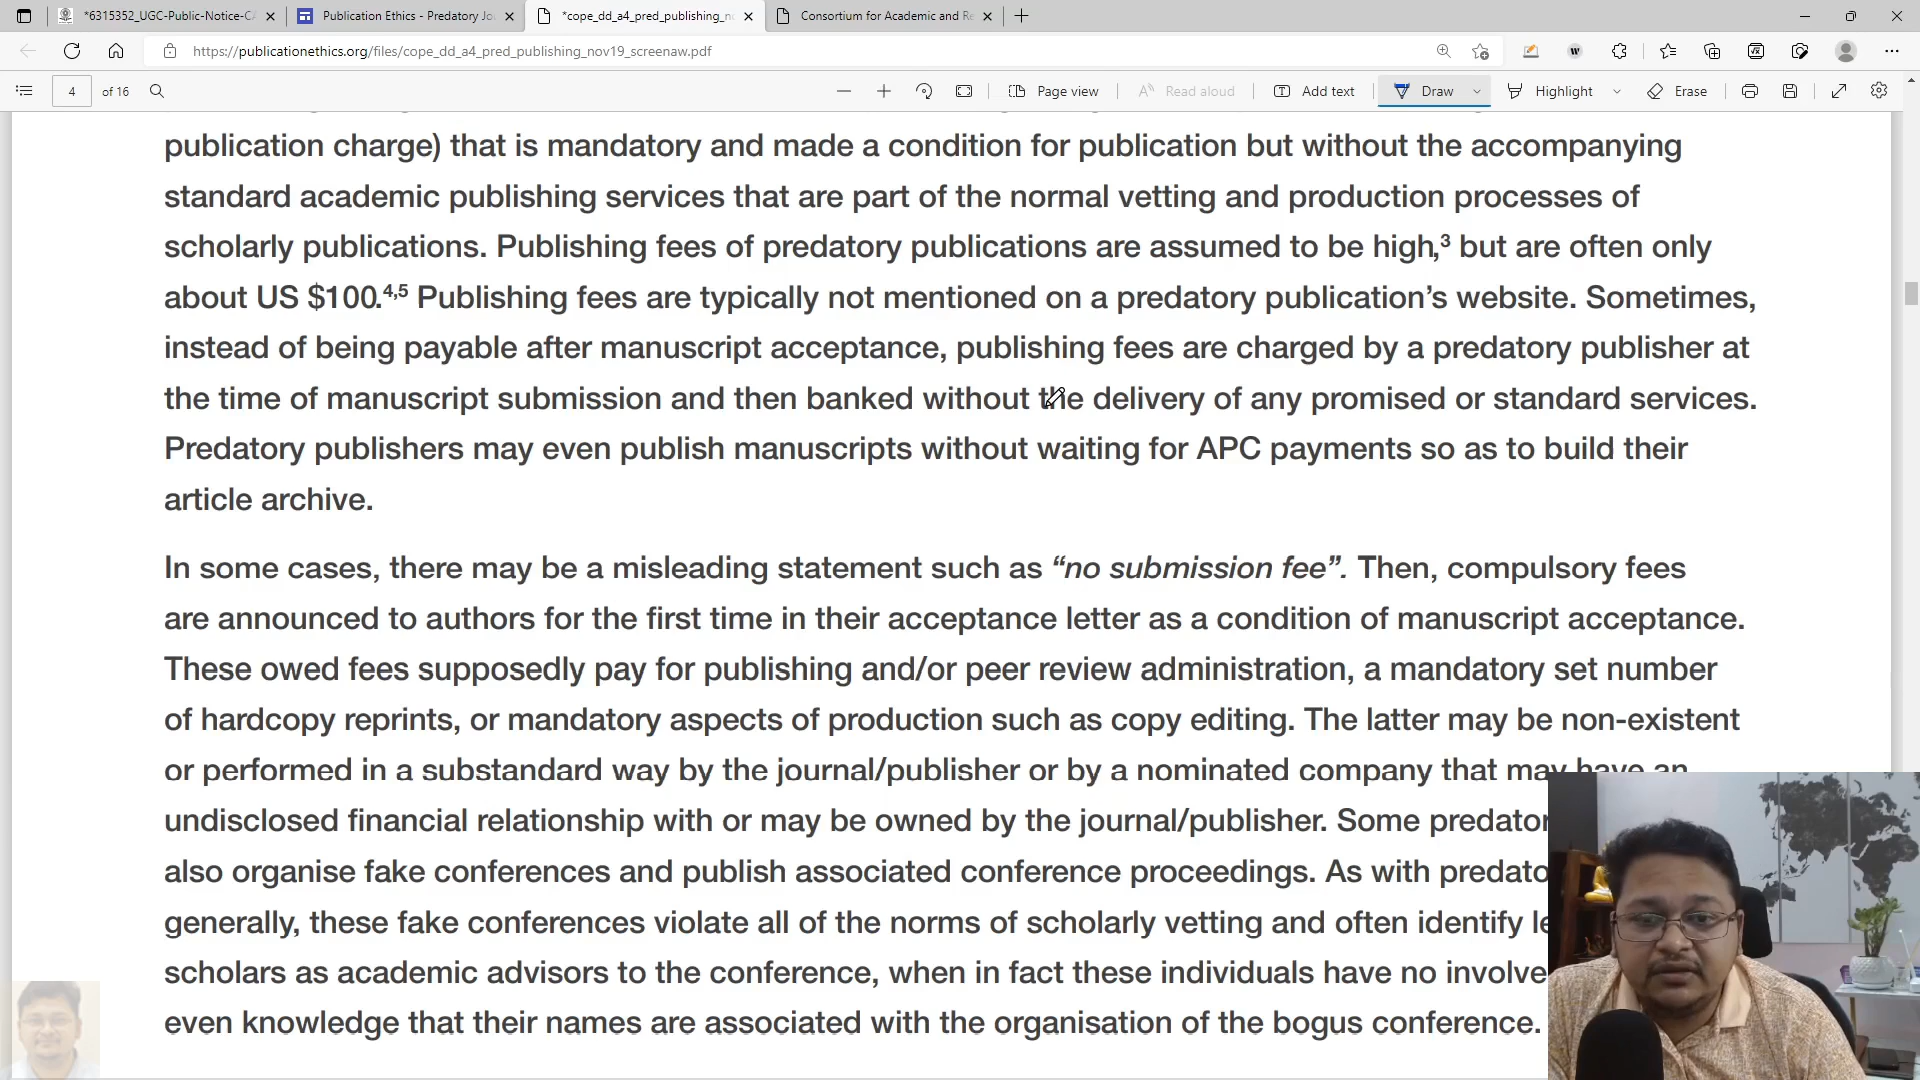 *6315352_UGC-Public-Notice-CA
Publication Ethics - Predatory Jo
*cope_dd_a4_pred_publishing_n
Consortium for Academic and Re
https://publicationethics.org/files/cope_dd_a4_pred_publishing_nov19_screenaw.pdf
4 of 16
Page view
Read aloud
Add text
Draw
Highlight
Erase
publication charge) that is mandatory and made a condition for publication but without the accompanying
standard academic publishing services that are part of the normal vetting and production processes of
scholarly publications. Publishing fees of predatory publications are assumed to be high,³ but are often only
about US $100.⁴,⁵ Publishing fees are typically not mentioned on a predatory publication’s website. Sometimes,
instead of being payable after manuscript acceptance, publishing fees are charged by a predatory publisher at
the time of manuscript submission and then banked without the delivery of any promised or standard services.
Predatory publishers may even publish manuscripts without waiting for APC payments so as to build their
article archive.
In some cases, there may be a misleading statement such as “no submission fee”. Then, compulsory fees
are announced to authors for the first time in their acceptance letter as a condition of manuscript acceptance.
These owed fees supposedly pay for publishing and/or peer review administration, a mandatory set number
of hardcopy reprints, or mandatory aspects of production such as copy editing. The latter may be non-existent
or performed in a substandard way by the journal/publisher or by a nominated company that may have an
undisclosed financial relationship with or may be owned by the journal/publisher. Some predator
also organise fake conferences and publish associated conference proceedings. As with predato
generally, these fake conferences violate all of the norms of scholarly vetting and often identify le
scholars as academic advisors to the conference, when in fact these individuals have no involve
even knowledge that their names are associated with the organisation of the bogus conference.